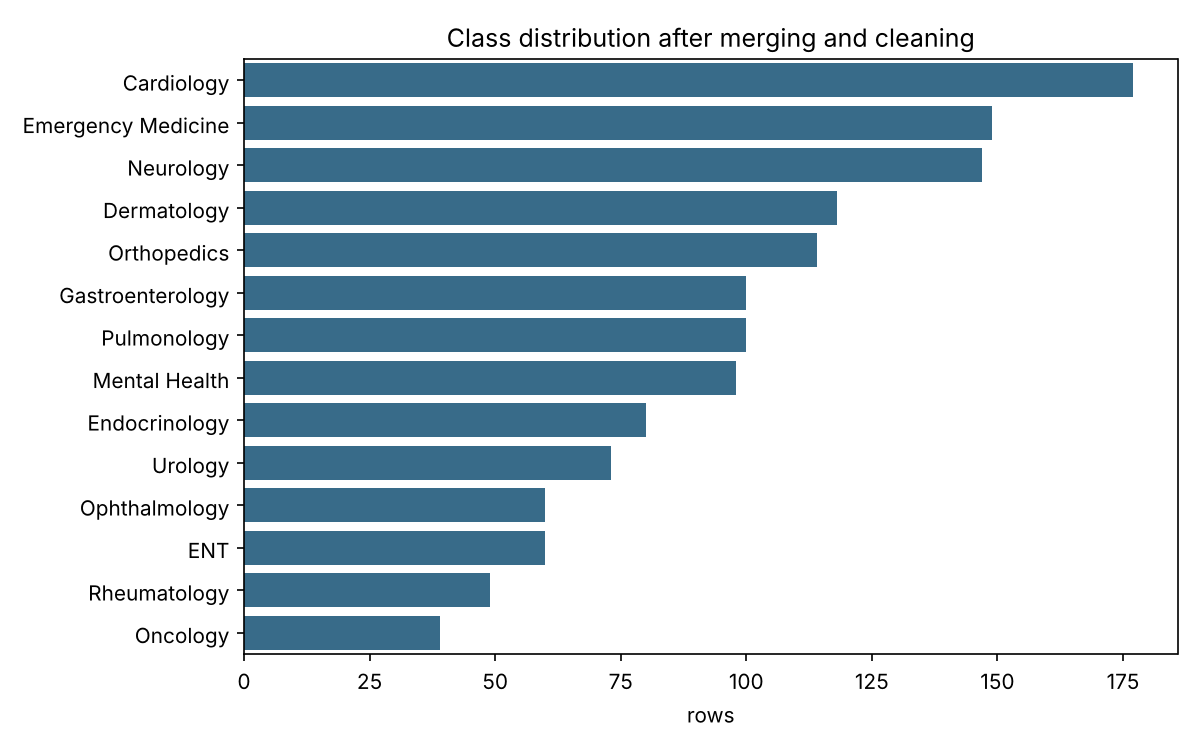 Class distribution after merging and cleaning
Cardiology
Emergency Medicine
Neurology
Dermatology
Orthopedics
Gastroenterology
Pulmonology
Mental Health
Endocrinology
Urology
Ophthalmology
ENT
Rheumatology
Oncology
0 25 50 75 100 125 150 175
rows